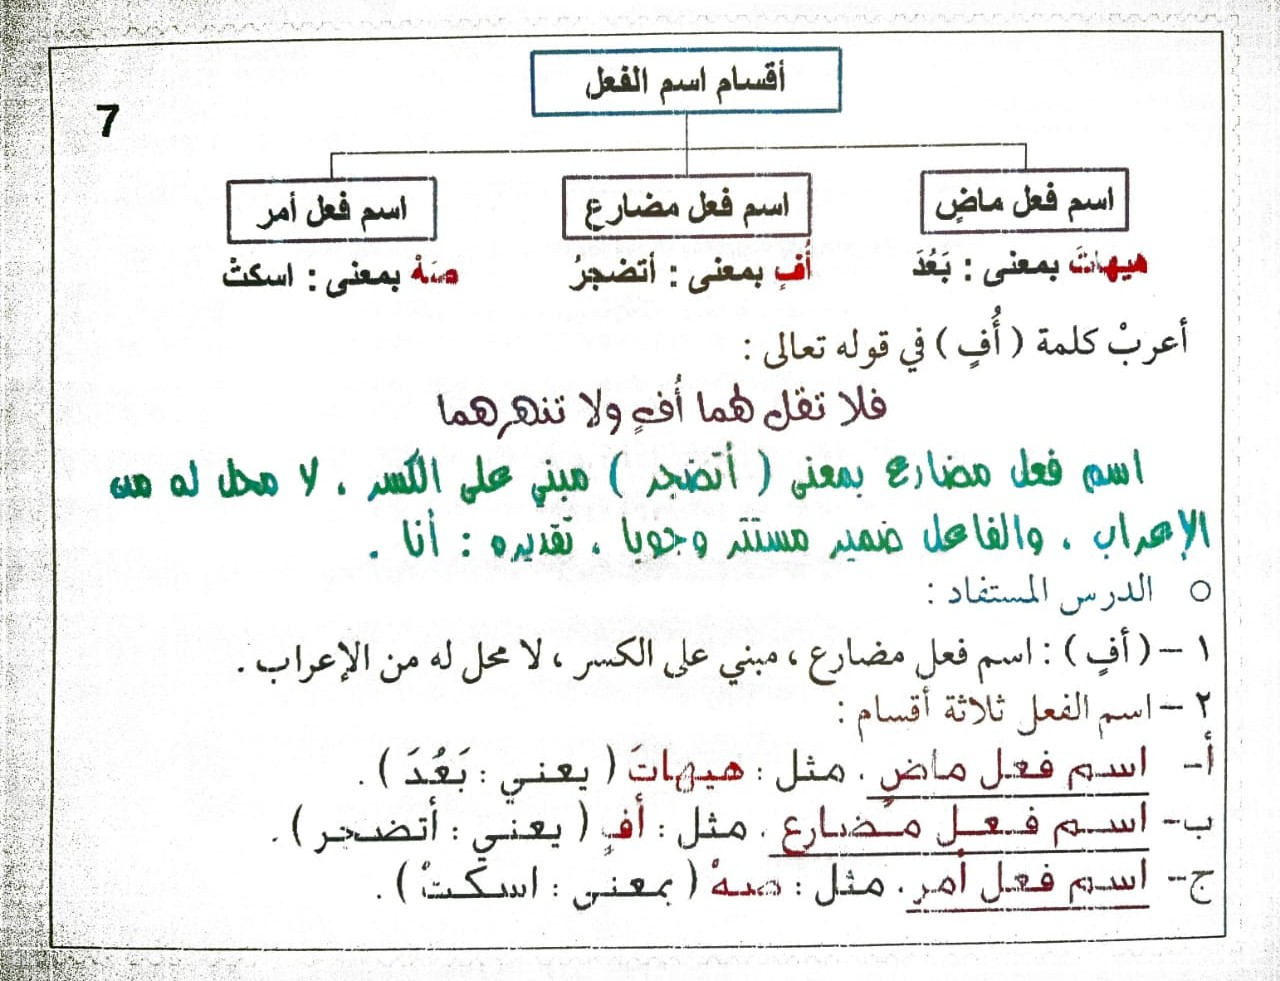 أقسام اسم الفعل
7
اسم فعل ماضٍ
اسم فعل مضارع
اسم فعل أمر
هيهاتَ بمعنى : بَعُدَ
أُفٍ بمعنى : أتضجرُ
صَهْ بمعنى : اسكتْ
أعربْ كلمة ( أُفٍ ) في قوله تعالى :
فلا تقل لهما أُفٍ ولا تنهرهما
اسم فعل مضارع بمعنى ( أتضجر ) مبني على الكسر ، لا محل له من
الإعراب ، والفاعل ضمير مستتر وجوبا ، تقديره : أنا .
○ الدرس المستفاد :
١ – ( أفٍ ) : اسم فعل مضارع ، مبني على الكسر ، لا محل له من الإعراب .
٢ – اسم الفعل ثلاثة أقسام :
أ- اسم فعل ماضٍ . مثل : هيهاتَ ( يعني : بَعُدَ ) .
ب- اسم فعل مضارع . مثل : أفٍ ( يعني : أتضجر ) .
ج- اسم فعل أمر . مثل : صهْ ( بمعنى : اسكتْ ) .